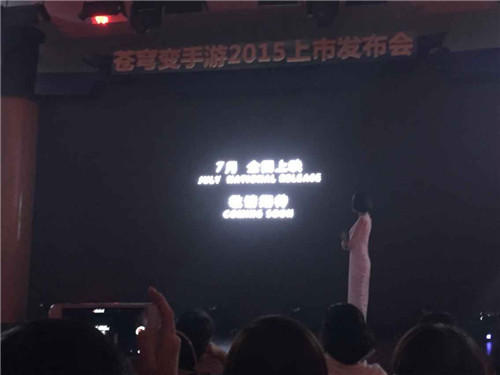 苍穹变手游2015上市发布会
7月 全国上映
JULY NATIONAL RELEASE
敬请期待
COMING SOON